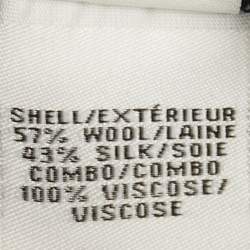 SHELL/EXTÉRIEUR
57% WOOL/LAINE
43% SILK/SOIE
COMBO/COMBO
100% VISCOSE/
VISCOSE